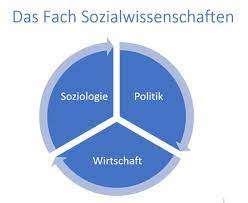 Das Fach Sozialwissenschaften
Soziologie
Politik
Wirtschaft